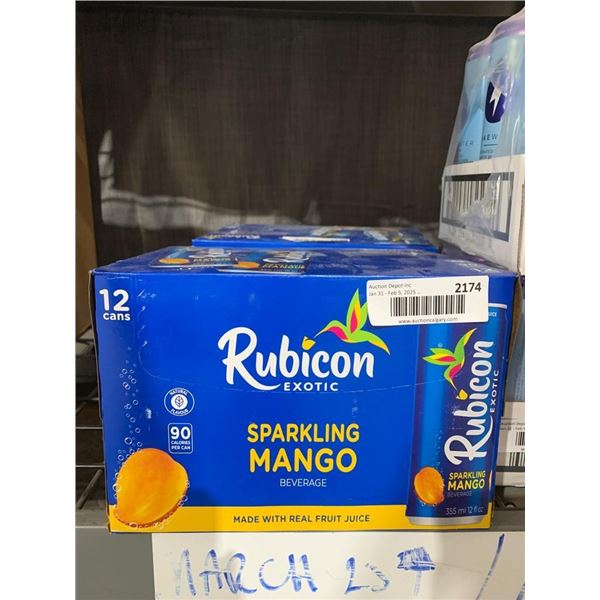 Auction Depot Inc
Jan 31 - Feb 5, 2025
2174
www.auctioncalgary.com
12
cans
Rubicon
EXOTIC
NATURAL
FLAVOUR
90
CALORIES
PER CAN
SPARKLING
MANGO
BEVERAGE
MADE WITH REAL FRUIT JUICE
Rubicon
EXOTIC
SPARKLING
MANGO
BEVERAGE
355 ml 12 fl oz
MARCH